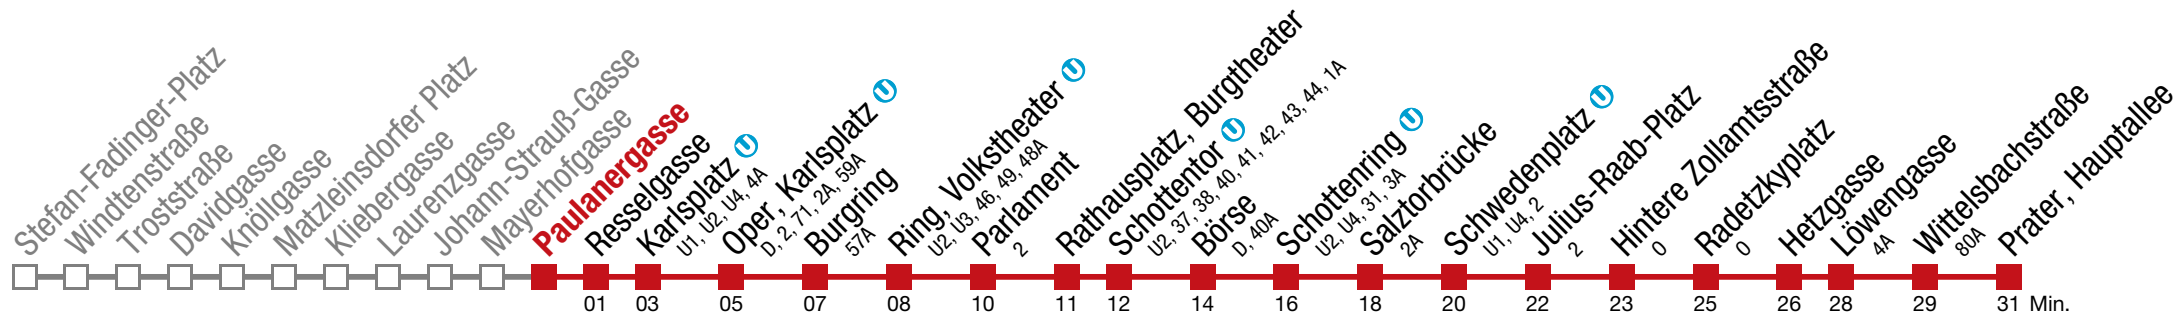 Stefan-Fadinger-Platz
Windtenstraße
Troststraße
Davidgasse
Knöllgasse
Matzleinsdorfer Platz
Kliebergasse
Laurenzgasse
Johann-Strauß-Gasse
Mayerhofgasse
Paulanergasse
Resselgasse
Karlsplatz U
U1, U2, U4, 4A
Oper, Karlsplatz U
D, 2, 71, 2A, 59A
Burgring
57A
Ring, Volkstheater U
U2, U3, 46, 49, 48A
Parlament
2
Rathausplatz, Burgtheater
Schottentor U
U2, 37, 38, 40, 41, 42, 43, 44, 1A
Börse
D, 40A
Schottenring U
U2, U4, 31, 3A
Salztorbrücke
2A
Schwedenplatz U
U1, U4, 2
Julius-Raab-Platz
2
Hintere Zollamtsstraße
O
Radetzkyplatz
O
Hetzgasse
Löwengasse
4A
Wittelsbachstraße
80A
Prater, Hauptallee
01 03 05 07 08 10 11 12 14 16 18 20 22 23 25 26 28 29 31 Min.